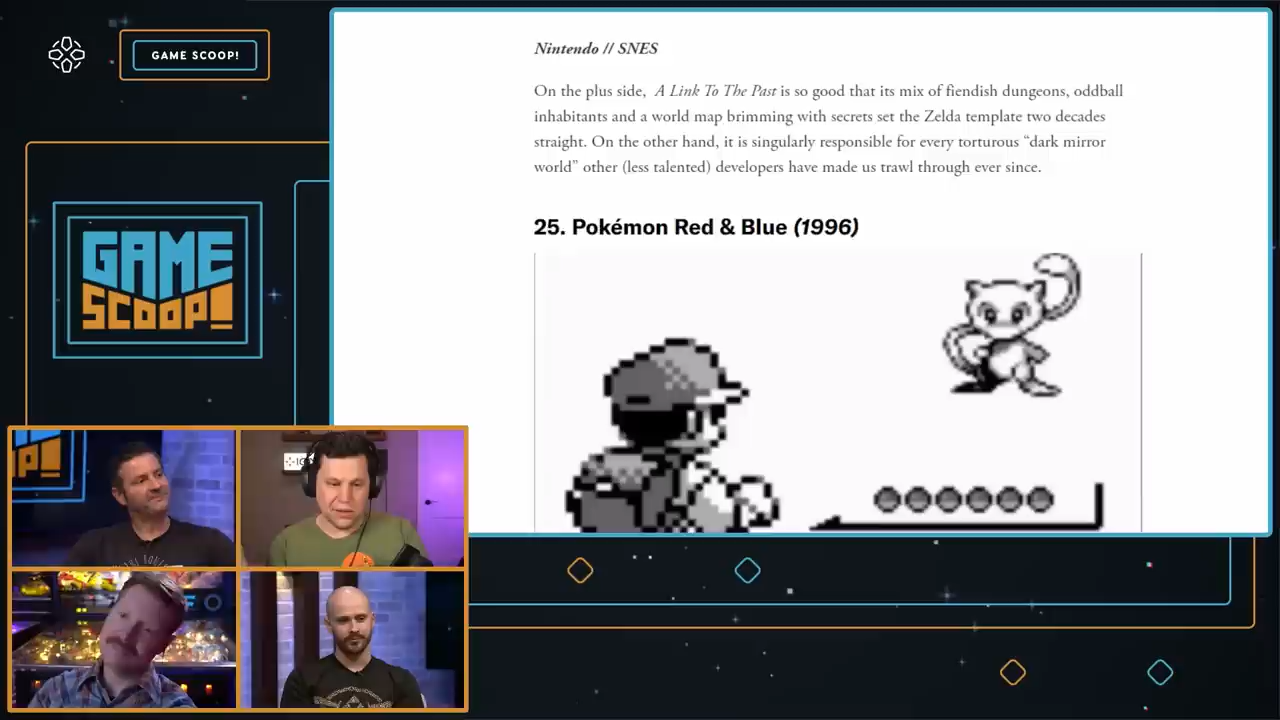 GAME SCOOP!
Nintendo // SNES
On the plus side, A Link To The Past is so good that its mix of fiendish dungeons, oddball
inhabitants and a world map brimming with secrets set the Zelda template two decades
straight. On the other hand, it is singularly responsible for every torturous “dark mirror
world” other (less talented) developers have made us trawl through ever since.
25. Pokémon Red & Blue (1996)
GAME
SCOOP!